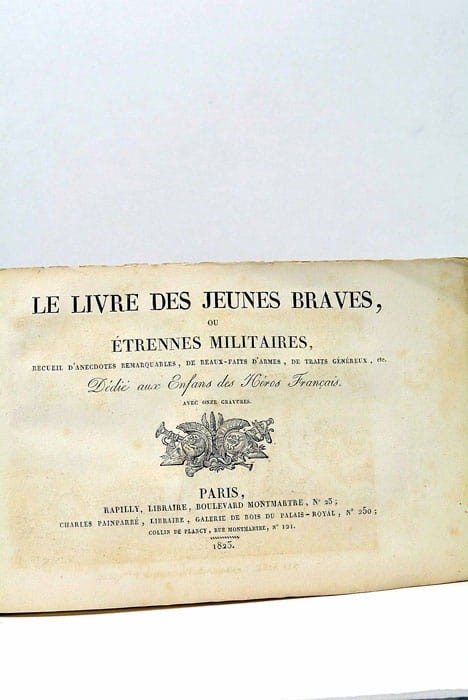 LE LIVRE DES JEUNES BRAVES,
OU
ÉTRENNES MILITAIRES,
RECUEIL D'ANECDOTES REMARQUABLES, DE BEAUX-FAITS D'ARMES, DE TRAITS GÉNÉREUX, etc.
Dédié aux Enfans des Héros Français.
AVEC ONZE GRAVURES.
PARIS,
RAPILLY, LIBRAIRE, BOULEVARD MONTMARTRE, N° 23;
CHARLES PAINPARRÉ, LIBRAIRE, GALERIE DE BOIS DU PALAIS-ROYAL, N° 250;
COLLIN DE PLANCY, RUE MONTMARTRE, N° 121.
1823.